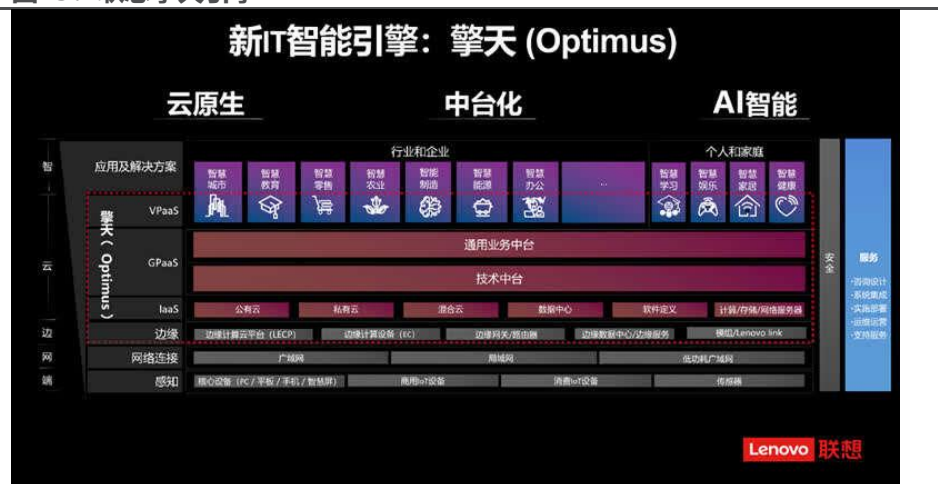 新IT智能引擎：擎天 (Optimus)
云原生 中台化 AI智能
智 云 边 网 端
应用及解决方案
行业和企业
智慧城市 智慧教育 智慧零售 智慧农业 智能制造 智慧能源 智慧办公 ...
个人和家庭
智慧学习 智慧娱乐 智慧家居 智慧健康
擎天（Optimus）
VPaaS
GPaaS
通用业务中台
技术中台
IaaS
公有云 私有云 混合云 数据中心 软件定义 计算/存储/网络服务器
边缘
边缘计算云平台（LECP） 边缘计算设备（EC） 边缘网关/路由器 边缘数据中心/边缘服务 模组/Lenovo link
网络连接
广域网 局域网 低功耗广域网
感知
核心设备（PC / 平板 / 手机 / 智慧屏） 商用IoT设备 消费IoT设备 传感器
安全
服务
·咨询设计
·系统集成
·实施部署
·运维运营
·支持服务
Lenovo 联想